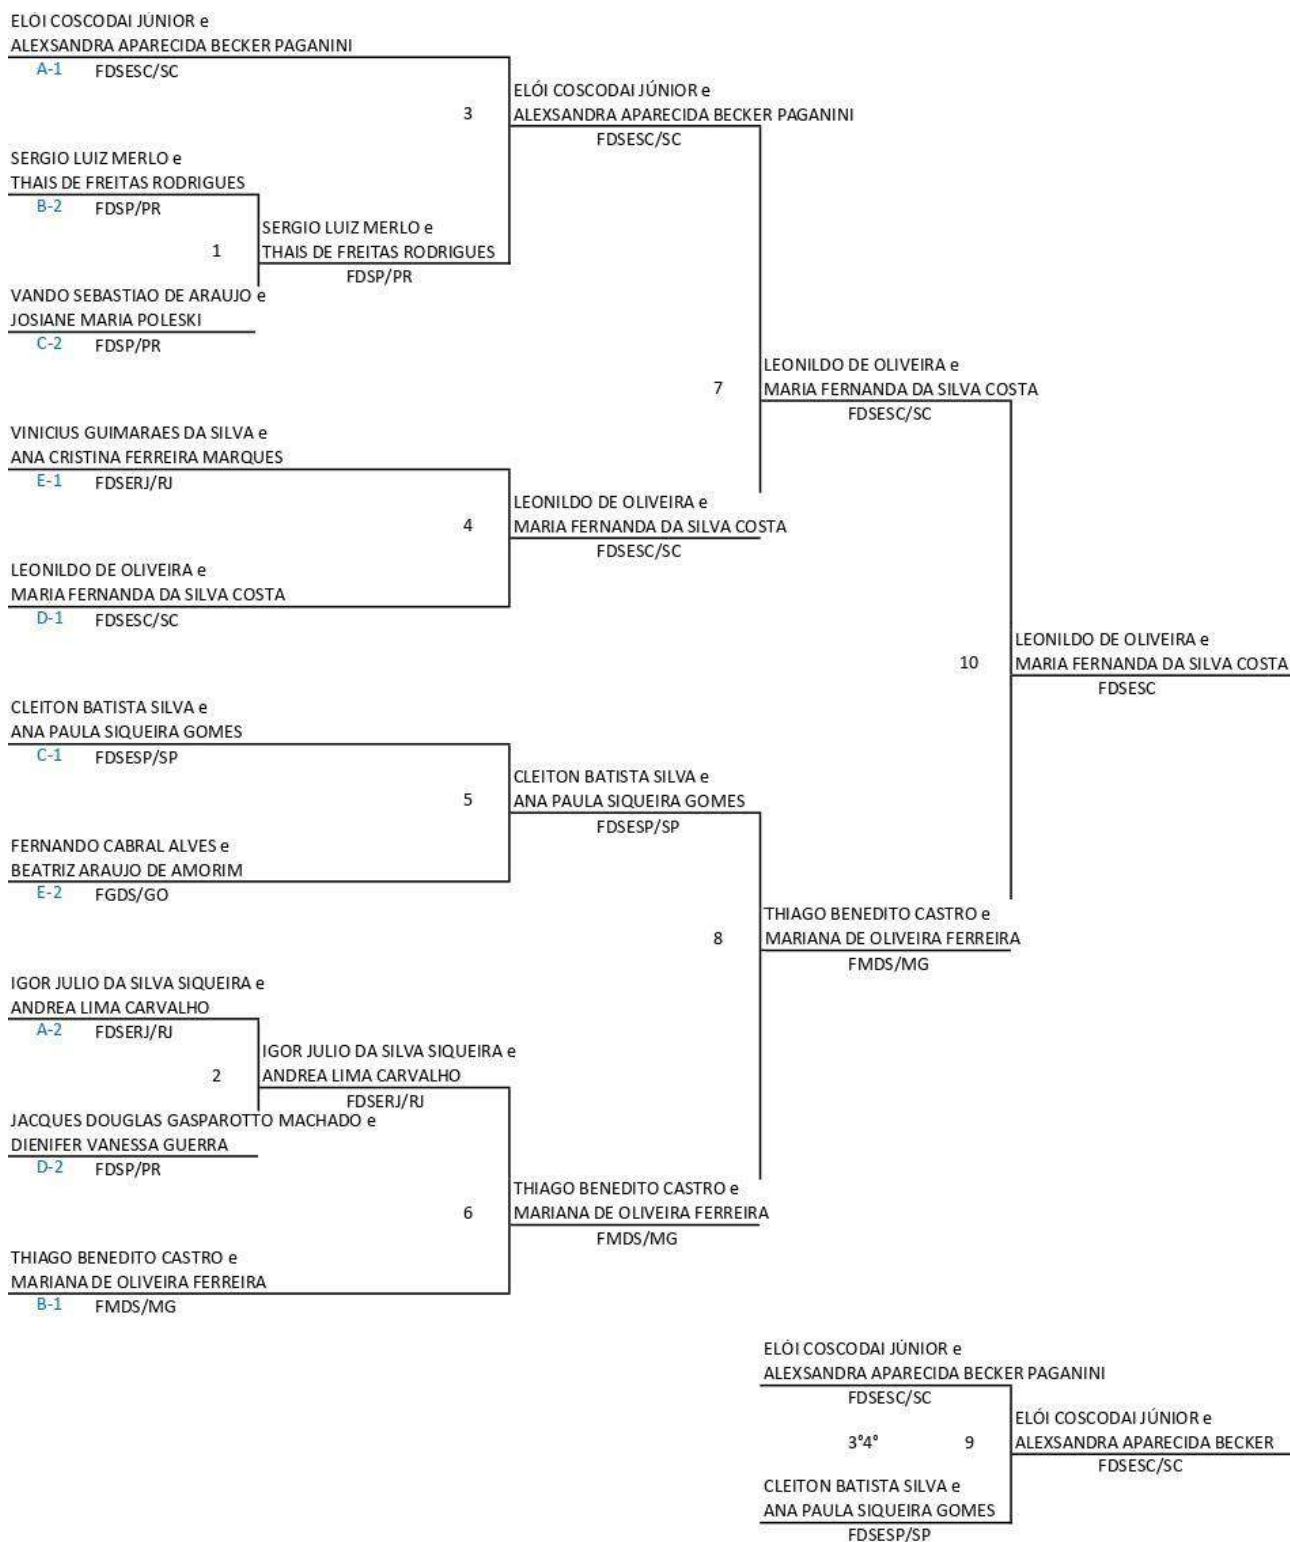 ELÓI COSCODAI JÚNIOR e
ALEXSANDRA APARECIDA BECKER PAGANINI
A-1 FDSESC/SC
ELÓI COSCODAI JÚNIOR e
3 ALEXSANDRA APARECIDA BECKER PAGANINI
FDSESC/SC
SERGIO LUIZ MERLO e
THAIS DE FREITAS RODRIGUES
B-2 FDSP/PR
SERGIO LUIZ MERLO e
1 THAIS DE FREITAS RODRIGUES
FDSP/PR
VANDO SEBASTIAO DE ARAUJO e
JOSIANE MARIA POLESKI
C-2 FDSP/PR
LEONILDO DE OLIVEIRA e
7 MARIA FERNANDA DA SILVA COSTA
FDSESC/SC
VINICIUS GUIMARAES DA SILVA e
ANA CRISTINA FERREIRA MARQUES
E-1 FDSERJ/RJ
LEONILDO DE OLIVEIRA e
4 MARIA FERNANDA DA SILVA COSTA
FDSESC/SC
LEONILDO DE OLIVEIRA e
MARIA FERNANDA DA SILVA COSTA
D-1 FDSESC/SC
LEONILDO DE OLIVEIRA e
10 MARIA FERNANDA DA SILVA COSTA
FDSESC
CLEITON BATISTA SILVA e
ANA PAULA SIQUEIRA GOMES
C-1 FDSESP/SP
CLEITON BATISTA SILVA e
5 ANA PAULA SIQUEIRA GOMES
FDSESP/SP
FERNANDO CABRAL ALVES e
BEATRIZ ARAUJO DE AMORIM
E-2 FGDS/GO
THIAGO BENEDITO CASTRO e
8 MARIANA DE OLIVEIRA FERREIRA
FMDS/MG
IGOR JULIO DA SILVA SIQUEIRA e
ANDREA LIMA CARVALHO
A-2 FDSERJ/RJ
IGOR JULIO DA SILVA SIQUEIRA e
2 ANDREA LIMA CARVALHO
FDSERJ/RJ
JACQUES DOUGLAS GASPAROTTO MACHADO e
DIENIFER VANESSA GUERRA
D-2 FDSP/PR
THIAGO BENEDITO CASTRO e
6 MARIANA DE OLIVEIRA FERREIRA
FMDS/MG
THIAGO BENEDITO CASTRO e
MARIANA DE OLIVEIRA FERREIRA
B-1 FMDS/MG
ELÓI COSCODAI JÚNIOR e
ALEXSANDRA APARECIDA BECKER PAGANINI
FDSESC/SC
ELÓI COSCODAI JÚNIOR e
3°4° 9 ALEXSANDRA APARECIDA BECKER
FDSESC/SC
CLEITON BATISTA SILVA e
ANA PAULA SIQUEIRA GOMES
FDSESP/SP